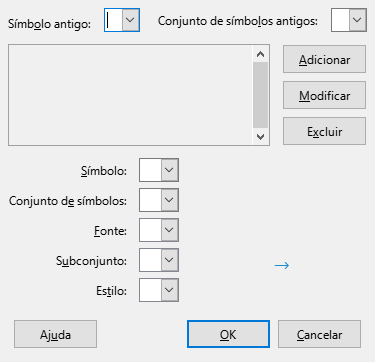 Símbolo antigo:
Conjunto de símbolos antigos:
Adicionar
Modificar
Excluir
Símbolo:
Conjunto de símbolos:
Fonte:
Subconjunto:
→
Estilo:
Ajuda
OK
Cancelar